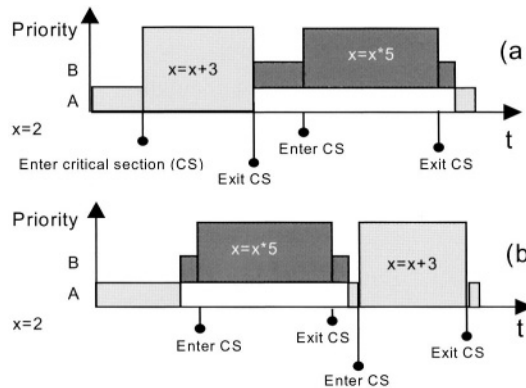 Priority
(a
x=x+3
x=x*5
B
A
x=2
t
Enter critical section (CS)
Enter CS
Exit CS
Exit CS
Priority
(b
x=x*5
x=x+3
B
A
x=2
t
Enter CS
Exit CS
Exit CS
Enter CS